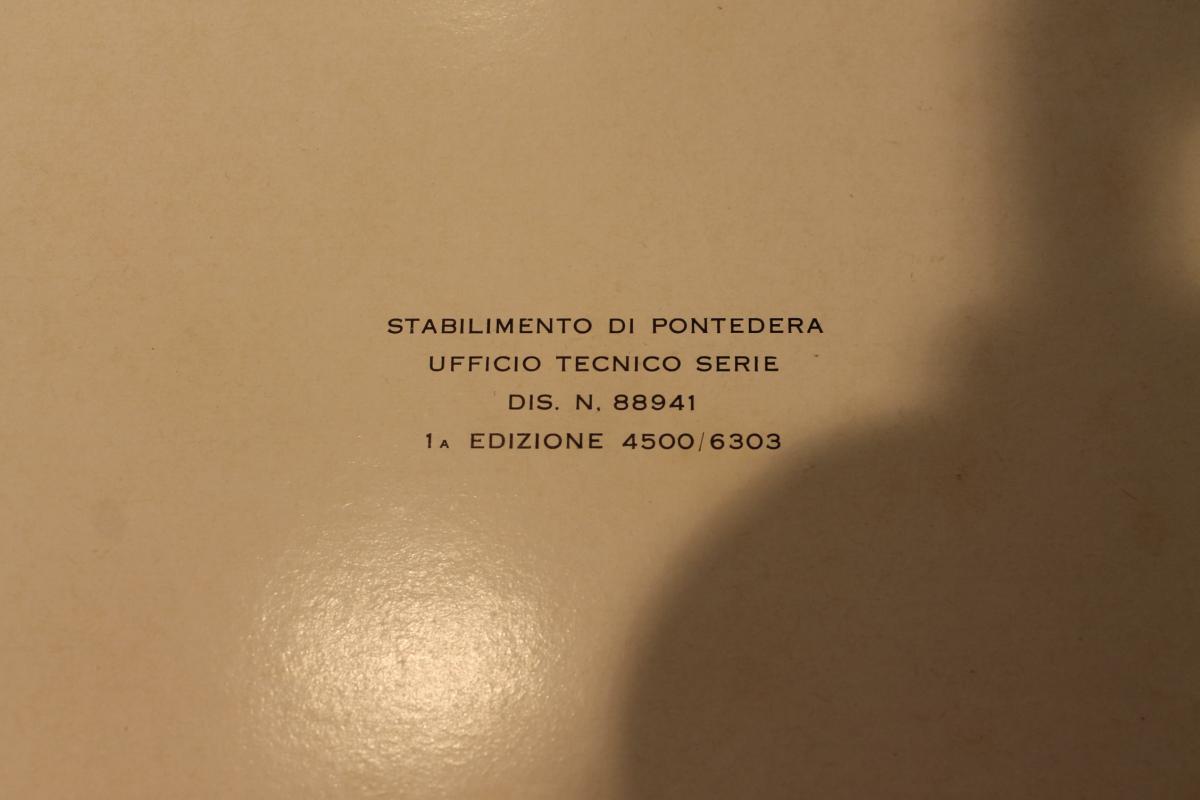 STABILIMENTO DI PONTEDERA
UFFICIO TECNICO SERIE
DIS. N. 88941
1A EDIZIONE 4500/6303